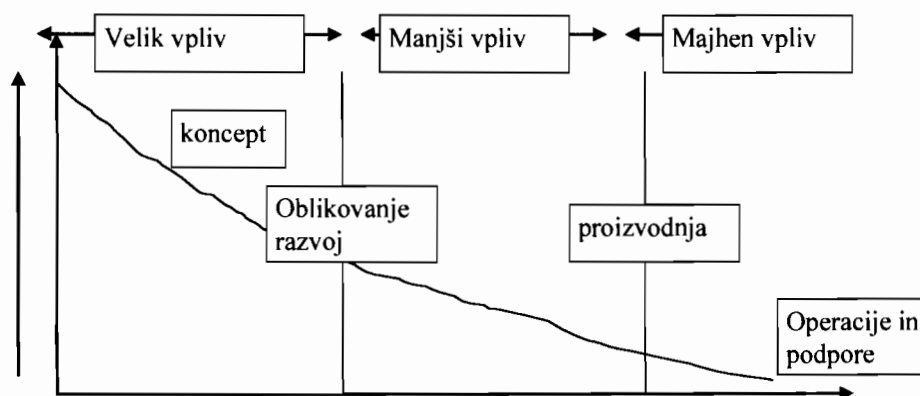 Velik vpliv
Manjši vpliv
Majhen vpliv
koncept
Oblikovanje
razvoj
proizvodnja
Operacije in
podpore